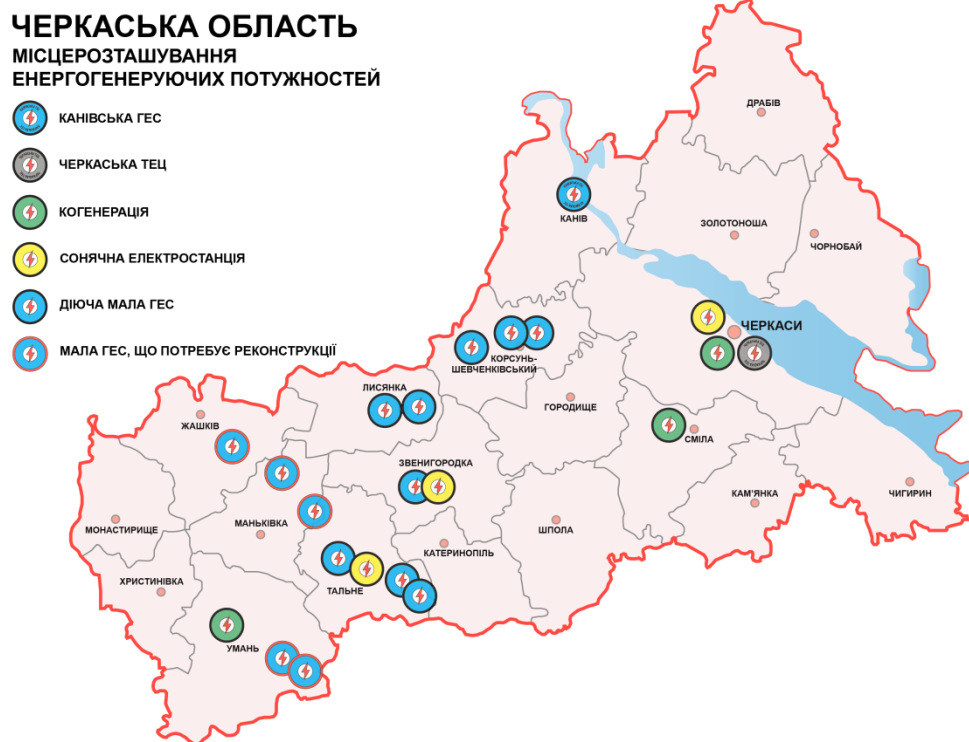 ЧЕРКАСЬКА ОБЛАСТЬ
МІСЦЕРОЗТАШУВАННЯ
ЕНЕРГОГЕНЕРУЮЧИХ ПОТУЖНОСТЕЙ
КАНІВСЬКА ГЕС
ЧЕРКАСЬКА ТЕЦ
КОГЕНЕРАЦІЯ
СОНЯЧНА ЕЛЕКТРОСТАНЦІЯ
ДІЮЧА МАЛА ГЕС
МАЛА ГЕС, ЩО ПОТРЕБУЄ РЕКОНСТРУКЦІЇ
ДРАБІВ
КАНІВ
ЗОЛОТОНОША
ЧОРНОБАЙ
ЧЕРКАСИ
КОРСУНЬ-
ШЕВЧЕНКІВСЬКИЙ
ЛИСЯНКА
ГОРОДИЩЕ
ЖАШКІВ
СМІЛА
ЗВЕНИГОРОДКА
КАМ'ЯНКА
ЧИГИРИН
МОНАСТИРИЩЕ
МАНЬКІВКА
ШПОЛА
КАТЕРИНОПІЛЬ
ХРИСТИНІВКА
ТАЛЬНЕ
УМАНЬ